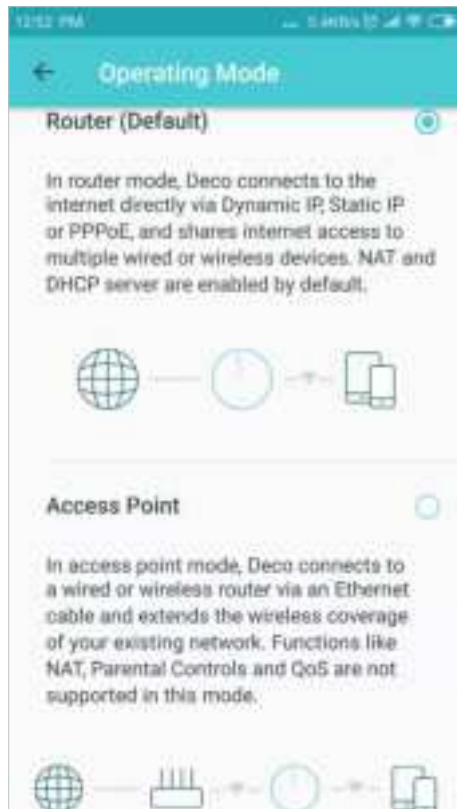 12:52 PM
Operating Mode
Router (Default)
In router mode, Deco connects to the
internet directly via Dynamic IP, Static IP
or PPPoE, and shares internet access to
multiple wired or wireless devices. NAT and
DHCP server are enabled by default.
Access Point
In access point mode, Deco connects to
a wired or wireless router via an Ethernet
cable and extends the wireless coverage
of your existing network. Functions like
NAT, Parental Controls and QoS are not
supported in this mode.